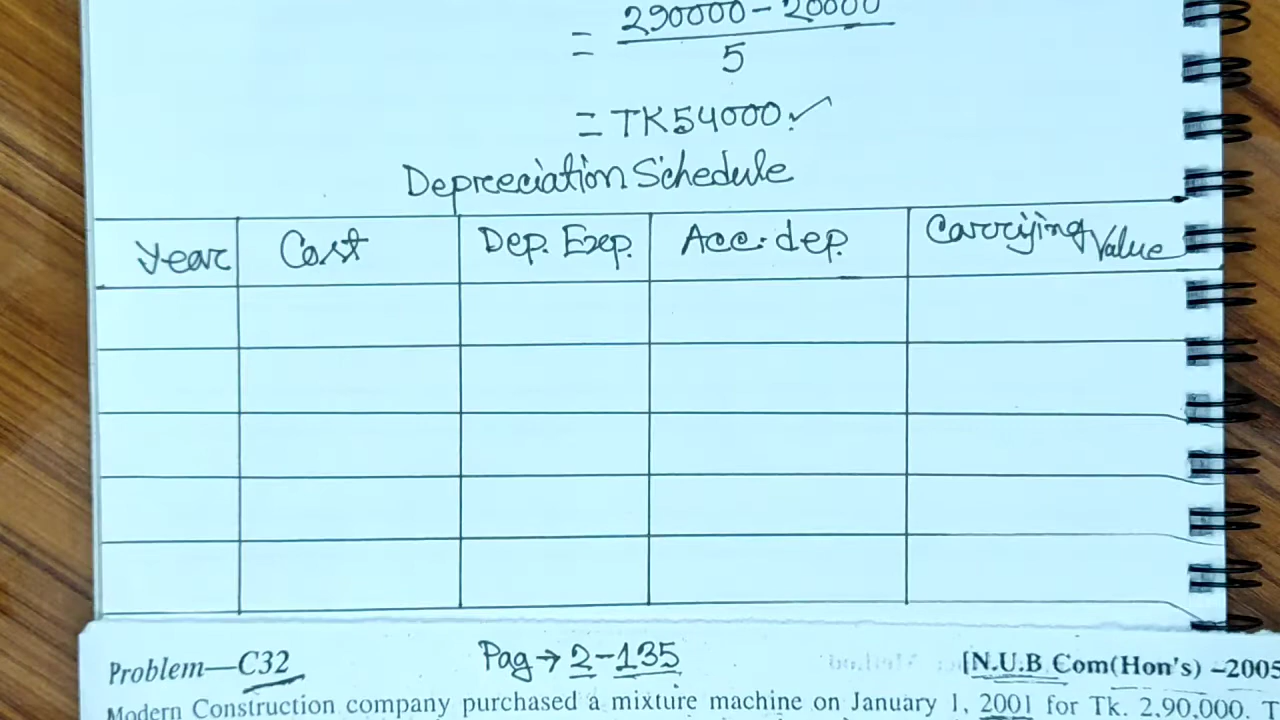 = 290000 - 20000
5
= TK 54000.✓
Depreciation Schedule
Year Cost Dep. Exp. Acc. dep. Carryjing Value
Problem—C32 Pag → 2-135 [N.U.B.Com(Hon's) –2005
Modern Construction company purchased a mixture machine on January 1, 2001 for Tk. 2,90,000. T